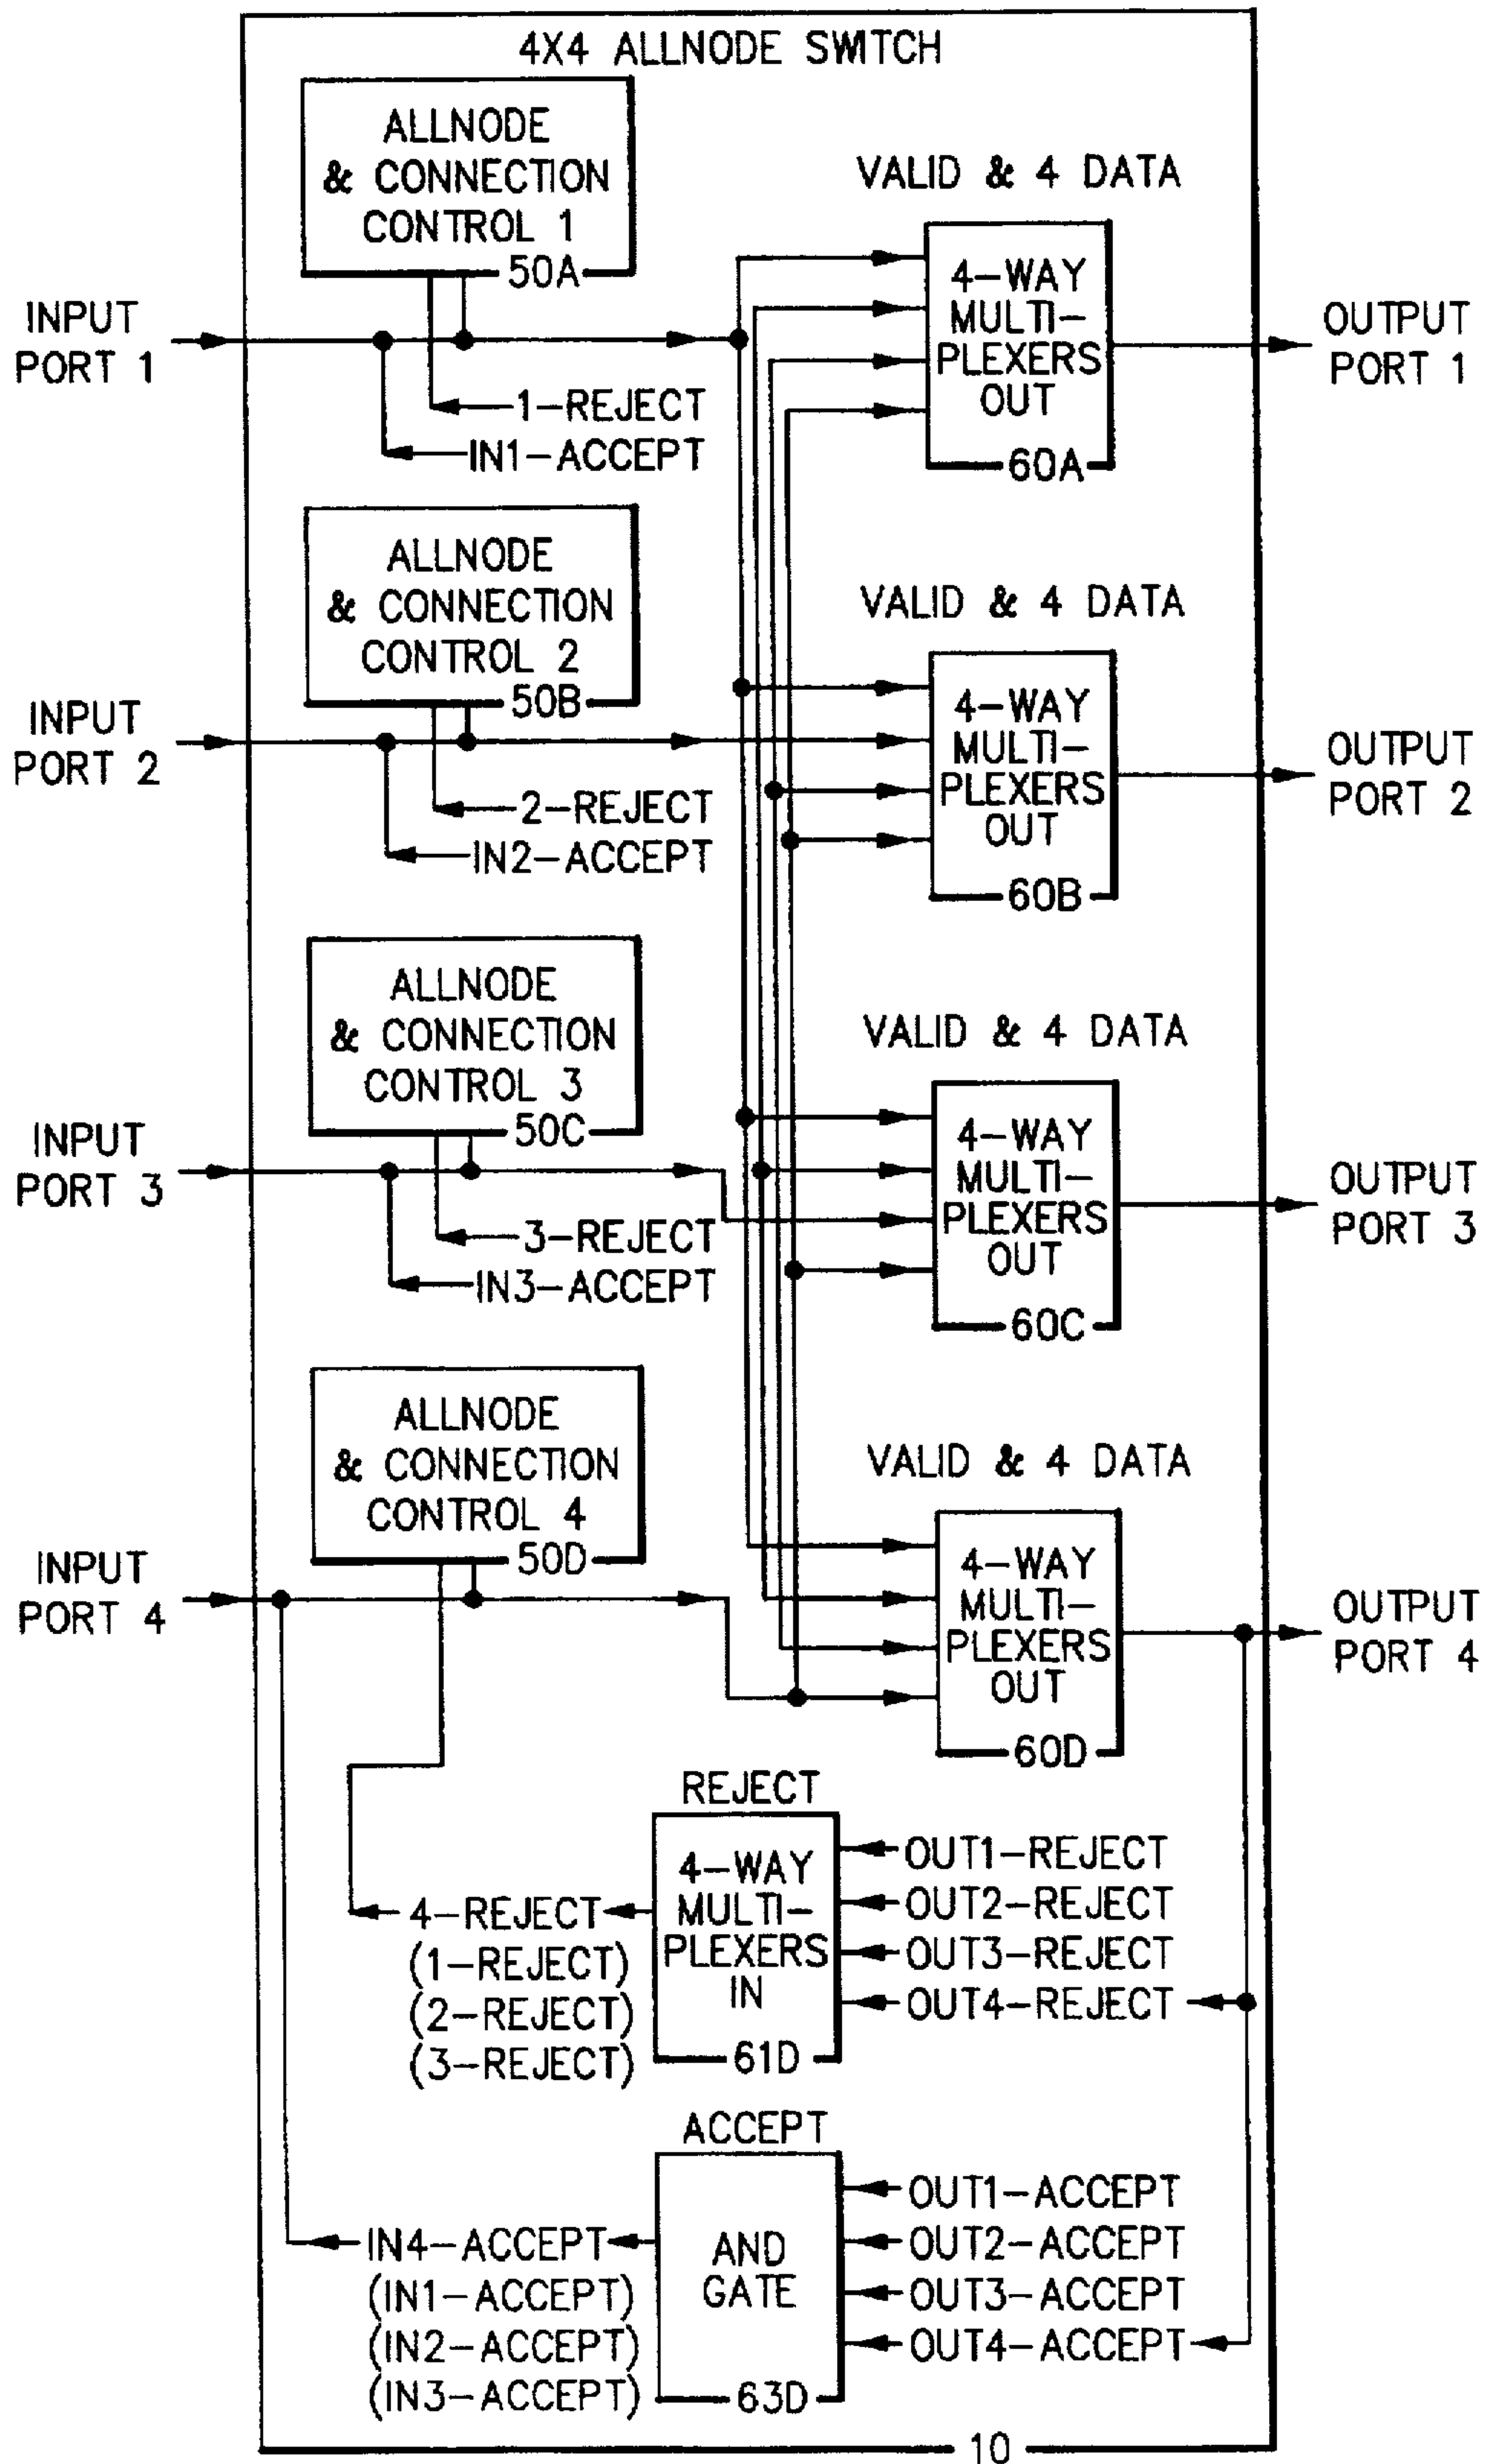 4X4 ALLNODE SWITCH
ALLNODE
& CONNECTION
CONTROL 1
50A
VALID & 4 DATA
4-WAY
MULTI-
PLEXERS
OUT
60A
INPUT
PORT 1
OUTPUT
PORT 1
1-REJECT
IN1-ACCEPT
ALLNODE
& CONNECTION
CONTROL 2
50B
VALID & 4 DATA
4-WAY
MULTI-
PLEXERS
OUT
60B
INPUT
PORT 2
OUTPUT
PORT 2
2-REJECT
IN2-ACCEPT
ALLNODE
& CONNECTION
CONTROL 3
50C
VALID & 4 DATA
4-WAY
MULTI-
PLEXERS
OUT
60C
INPUT
PORT 3
OUTPUT
PORT 3
3-REJECT
IN3-ACCEPT
ALLNODE
& CONNECTION
CONTROL 4
50D
VALID & 4 DATA
4-WAY
MULTI-
PLEXERS
OUT
60D
INPUT
PORT 4
OUTPUT
PORT 4
REJECT
4-WAY
MULTI-
PLEXERS
IN
61D
OUT1-REJECT
OUT2-REJECT
OUT3-REJECT
OUT4-REJECT
4-REJECT
(1-REJECT)
(2-REJECT)
(3-REJECT)
ACCEPT
AND
GATE
63D
OUT1-ACCEPT
OUT2-ACCEPT
OUT3-ACCEPT
OUT4-ACCEPT
IN4-ACCEPT
(IN1-ACCEPT)
(IN2-ACCEPT)
(IN3-ACCEPT)
10